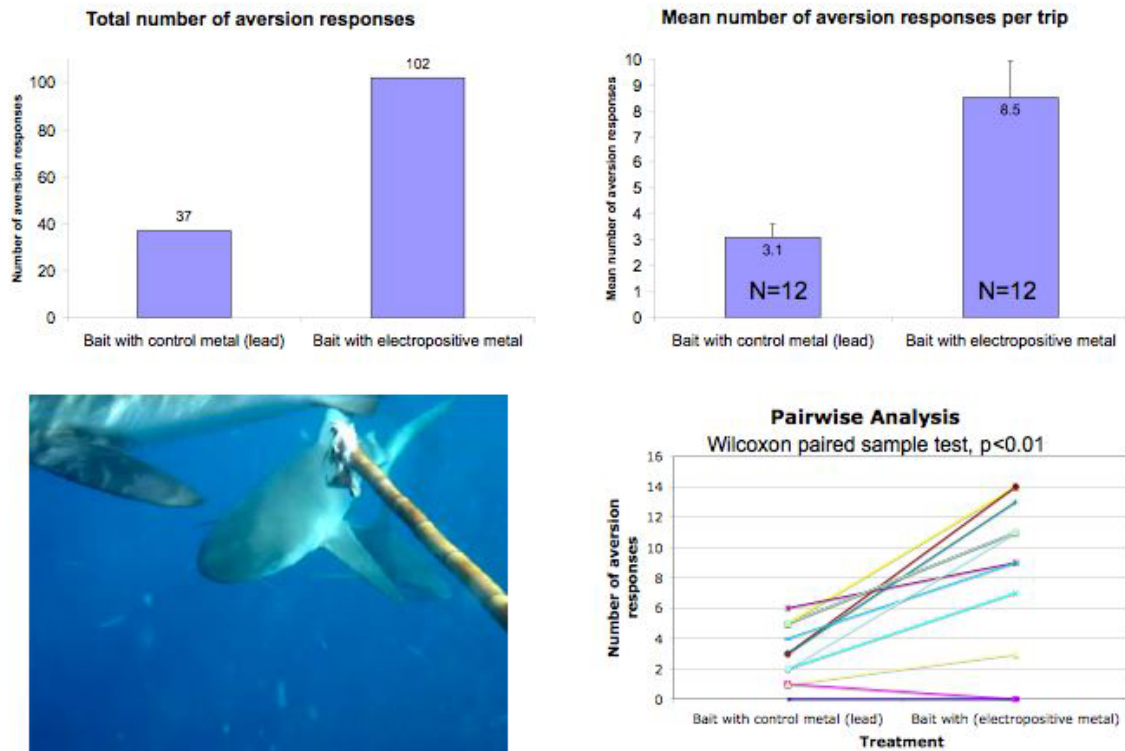 Total number of aversion responses
Number of aversion responses
100
80
60
40
20
0
102
37
Bait with control metal (lead)
Bait with electropositive metal
Mean number of aversion responses per trip
Mean number of aversion responses
10
9
8
7
6
5
4
3
2
1
0
8.5
3.1
N=12
N=12
Bait with control metal (lead)
Bait with electropositive metal
Pairwise Analysis
Wilcoxon paired sample test, p<0.01
Number of aversion
responses
16
14
12
10
8
6
4
2
0
Bait with control metal (lead)
Bait with (electropositive metal)
Treatment